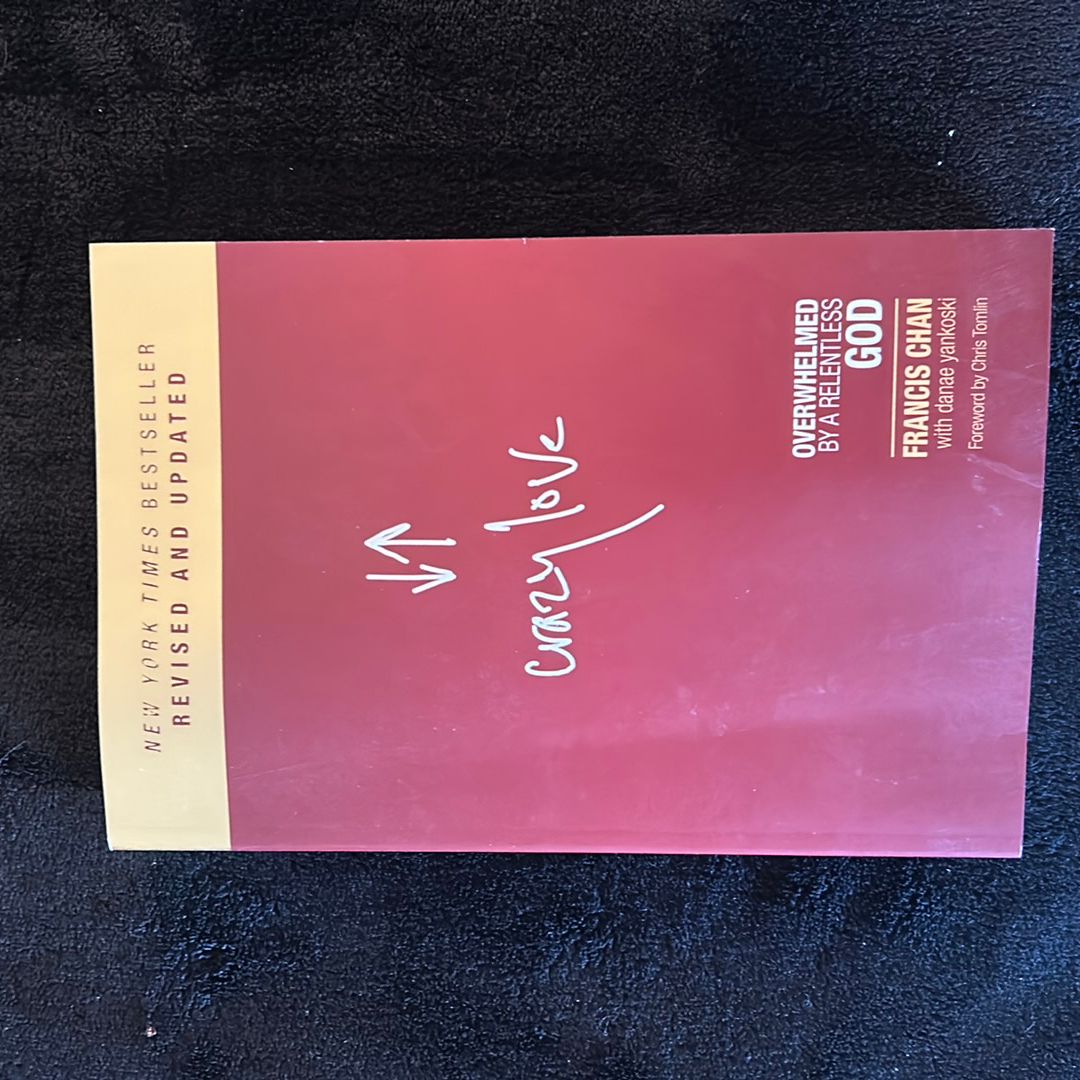 NEW YORK TIMES BESTSELLER
REVISED AND UPDATED
crazy love
OVERWHELMED
BY A RELENTLESS
GOD
FRANCIS CHAN
with danae yankoski
Foreword by Chris Tomlin